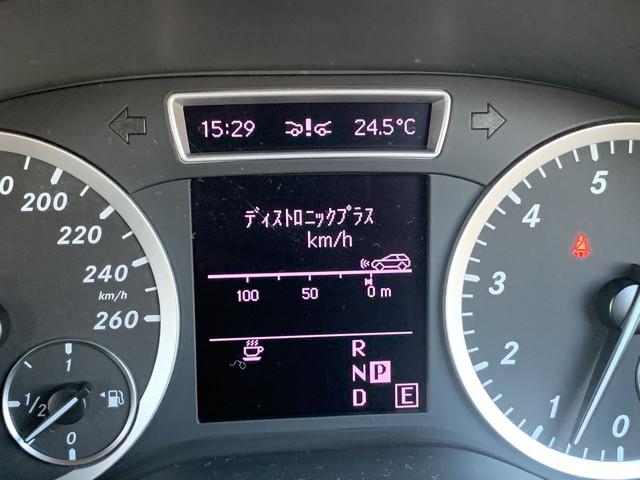 15:29 24.5°C
ﾃﾞｨｽﾄﾛﾆｯｸﾌﾟﾗｽ
km/h
100 50 0 m
R
N P
D E
200
220
240
km/h
260
1
1/2
0
5
4
3
2
1
0